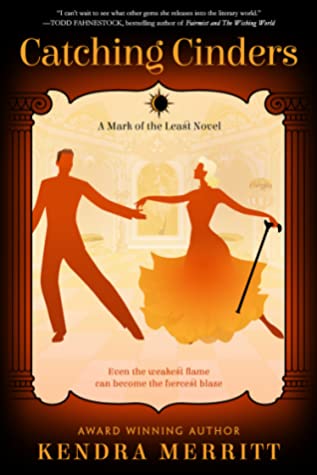 "I can't wait to see what other gems she releases into the literary world."
—TODD FAHNESTOCK, bestselling author of Fairmist and The Wishing World
Catching Cinders
A Mark of the Least Novel
Even the weakest flame
can become the fiercest blaze
AWARD WINNING AUTHOR
KENDRA MERRITT